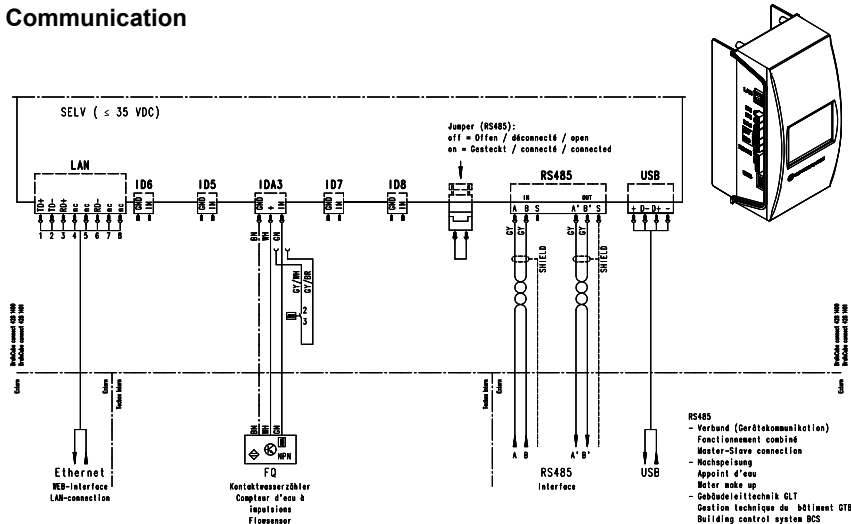 Communication
SELV ( ≤ 35 VDC)
Jumper (RS485):
off = Offen / déconnecté / open
on = Gesteckt / connecté / connected
LAN
ID6
ID5
IDA3
ID7
ID8
RS485
USB
IN
OUT
TD+
TD-
RD+
nc
nc
RD-
nc
nc
GND
IN
GND
IN
GND
+
IN
GND
IN
GND
IN
A
B
S
A'
B'
S
+
D-
D+
-
1 2 3 4 5 6 7 8
BN
WH
GN
GY/WH
GY/BR
2
3
GY
GY
SHIELD
GY
GY
SHIELD
Extern
Extern
Extern
Extern
BN
WH
GN
NPN
A B
A' B'
Ethernet
WEB-Interface
LAN-connection
FQ
Kontaktwasserzähler
Compteur d'eau à
impulsions
Flowsensor
RS485
Interface
USB
RS485
- Verbund (Gerätekommunikation)
Fonctionnement combiné
Master-Slave connection
- Nachspeisung
Appoint d'eau
Water make up
- Gebäudeleittechnik GLT
Gestion technique du bâtiment GTB
Building control system BCS